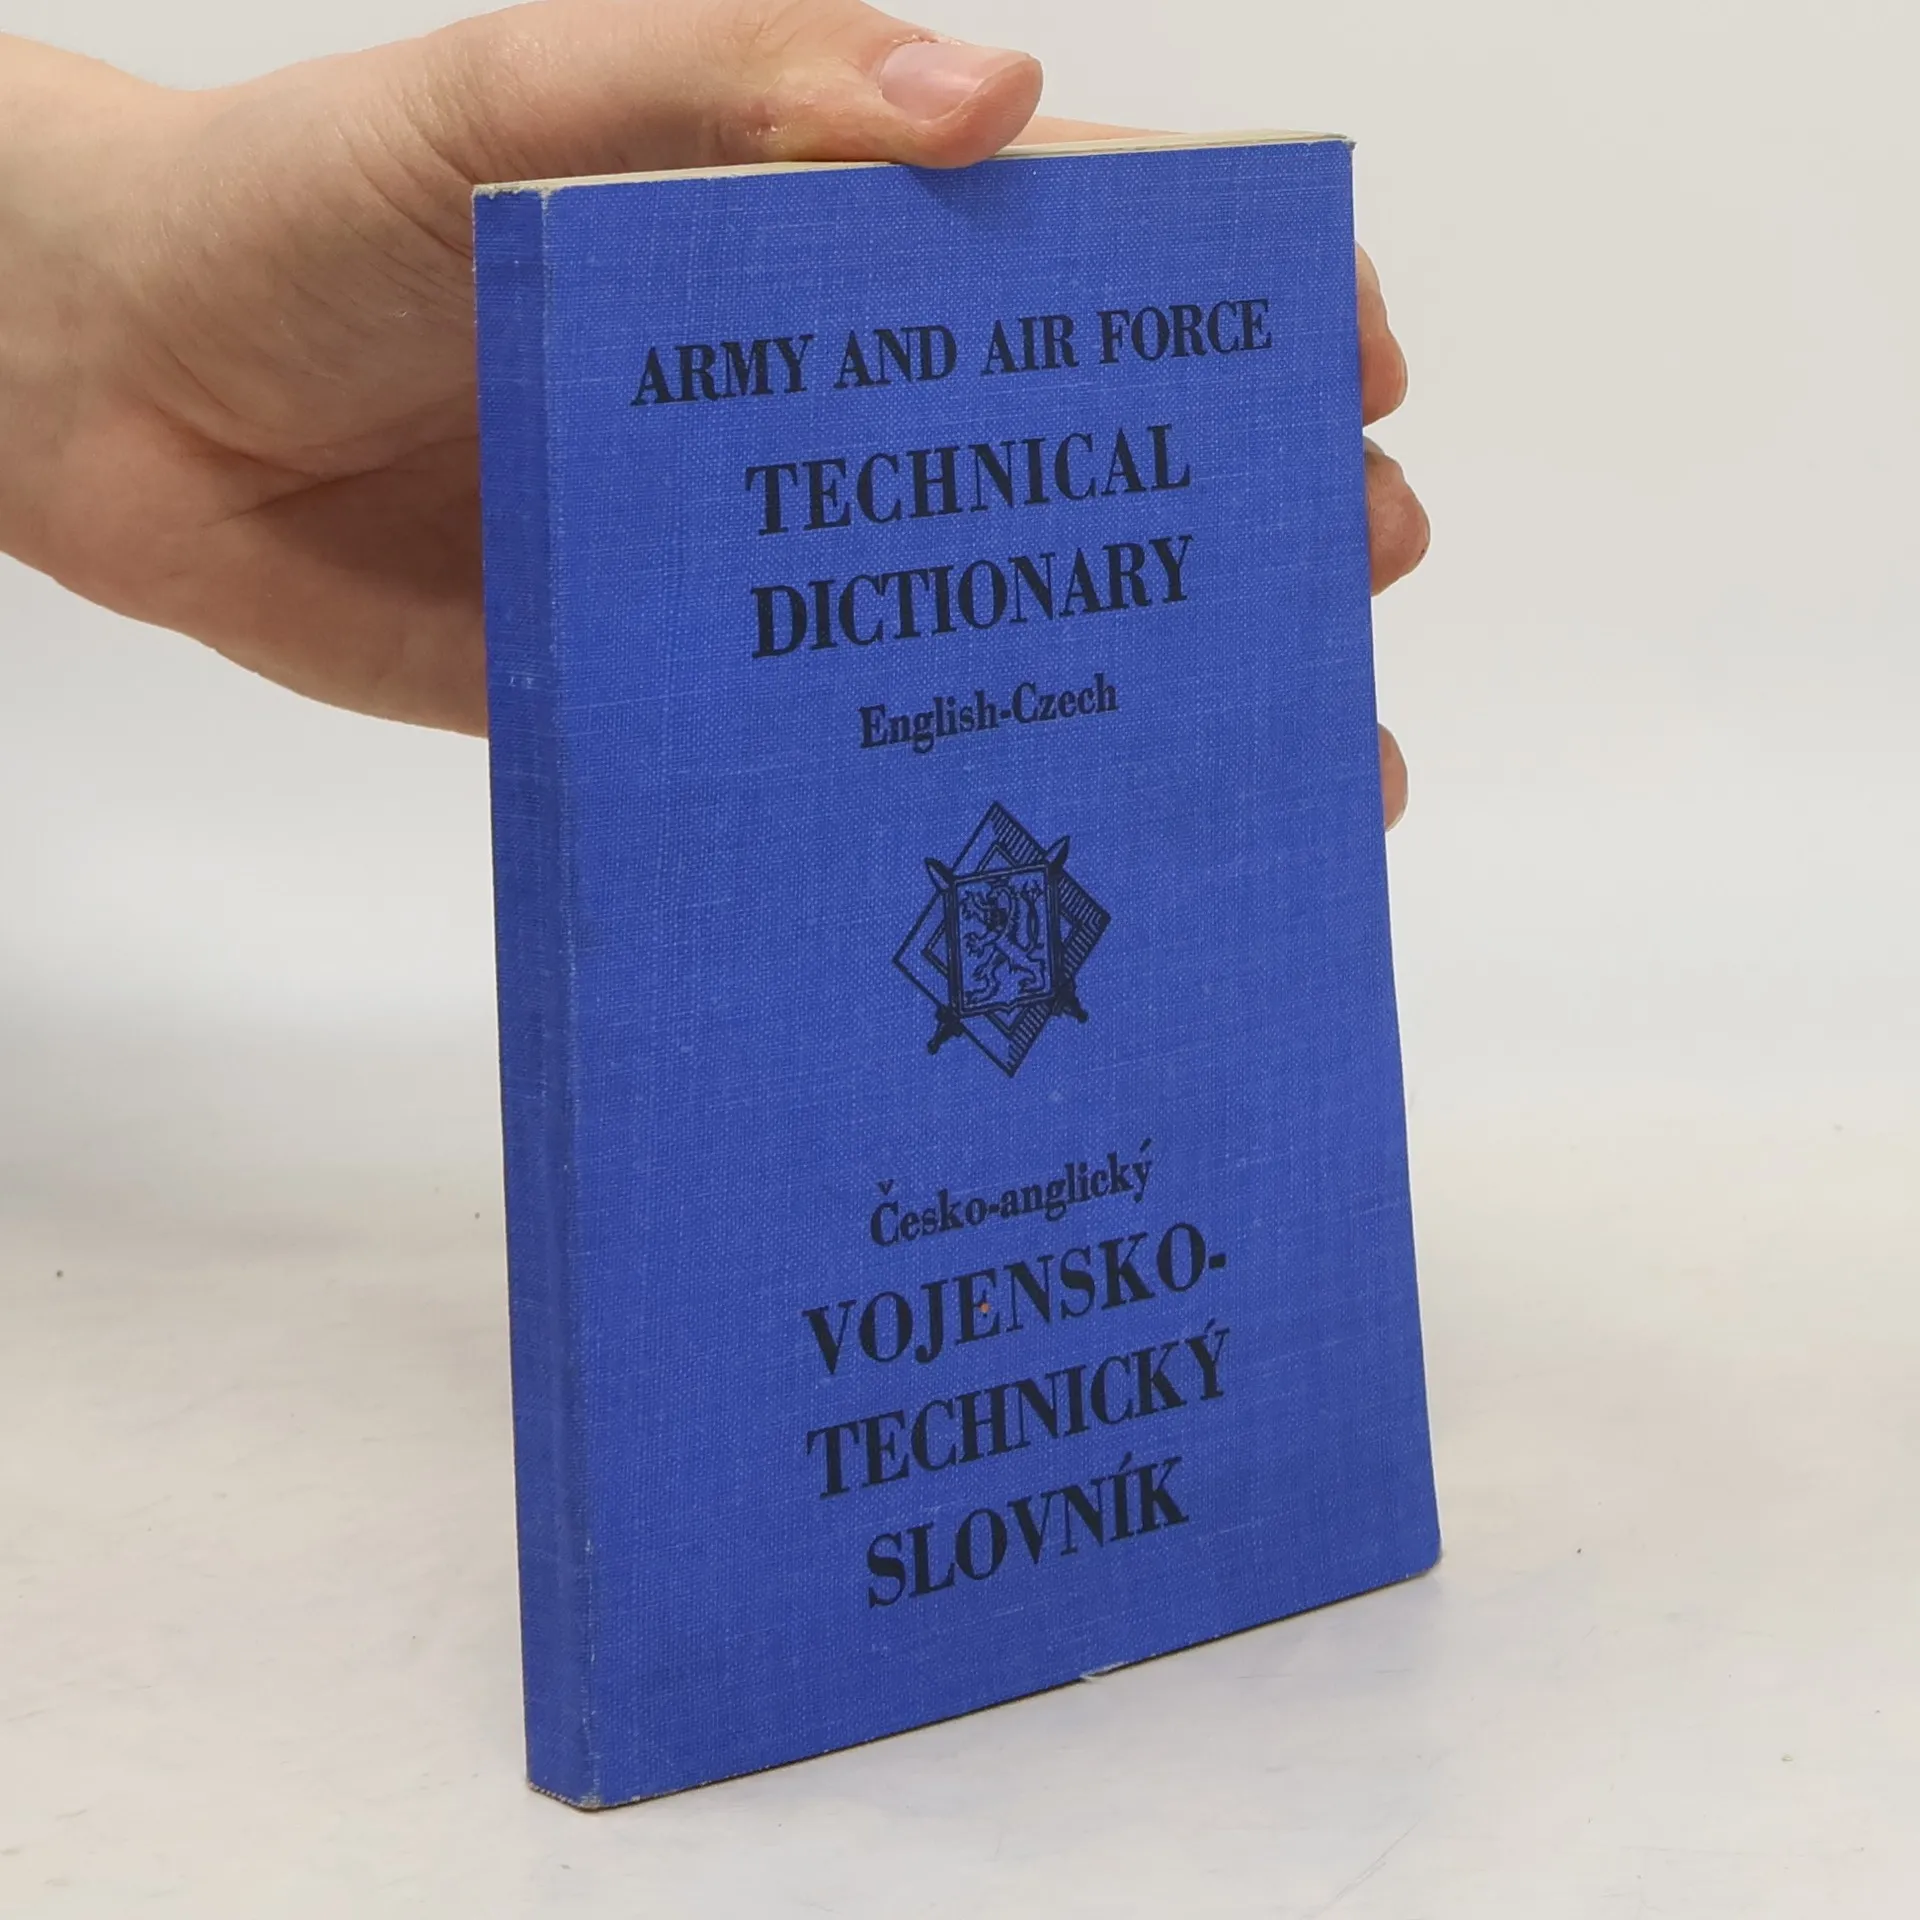 ARMY AND AIR FORCE
TECHNICAL
DICTIONARY
English-Czech
Česko-anglický
VOJENSKO-
TECHNICKÝ
SLOVNÍK